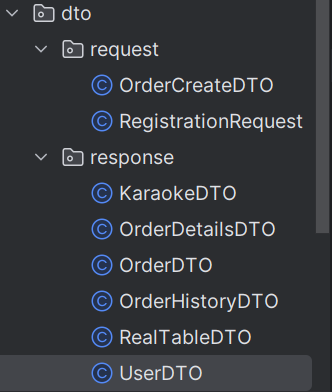 dto
request
OrderCreateDTO
RegistrationRequest
response
KaraokeDTO
OrderDetailsDTO
OrderDTO
OrderHistoryDTO
RealTableDTO
UserDTO